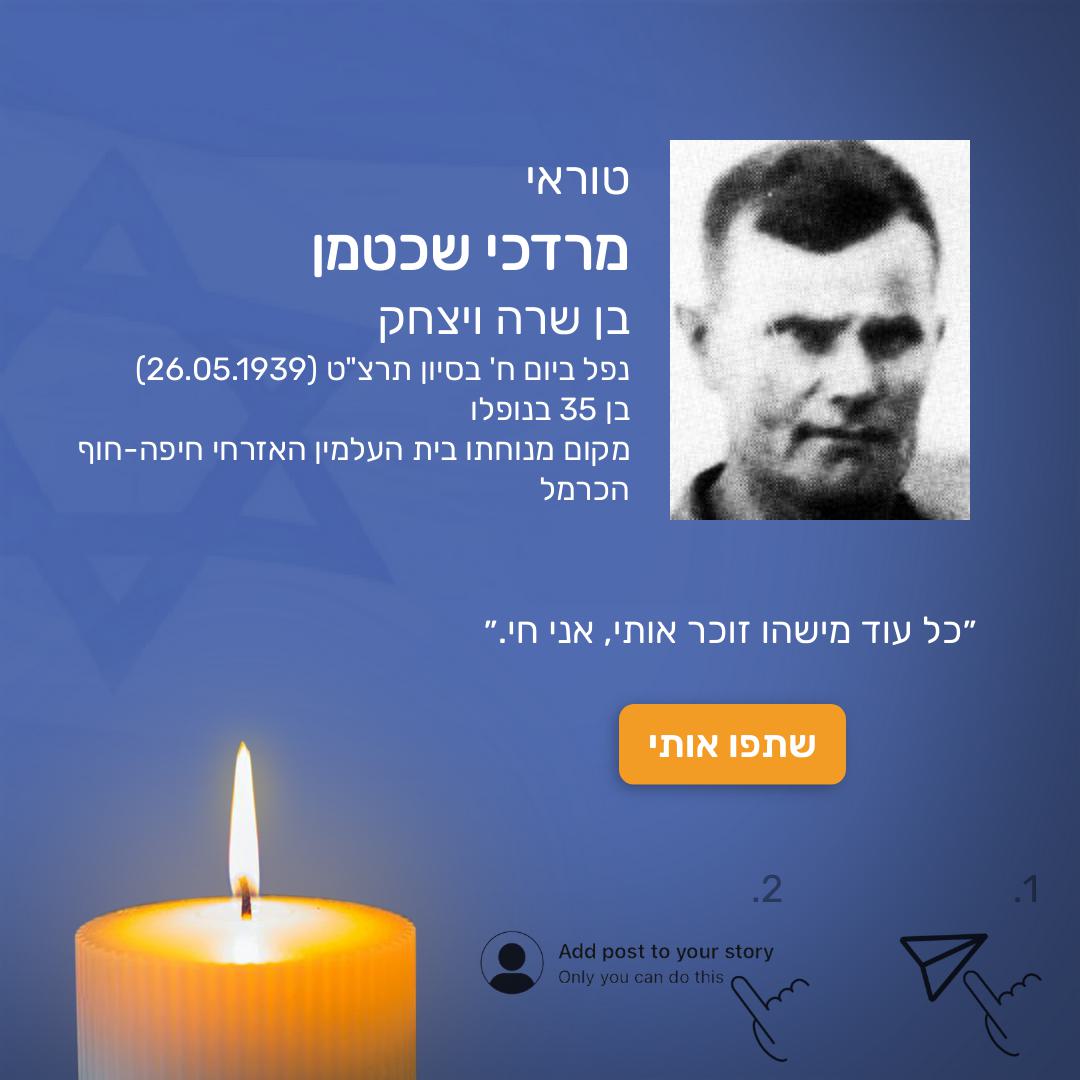 טוראי
מרדכי שכטמן
בן שרה ויצחק
נפל ביום ח' בסיון תרצ"ט (26.05.1939)
בן 35 בנופלו
מקום מנוחתו בית העלמין האזרחי חיפה-חוף
הכרמל
״כל עוד מישהו זוכר אותי, אני חי.״
שתפו אותי
1.
2.
Add post to your story
Only you can do this